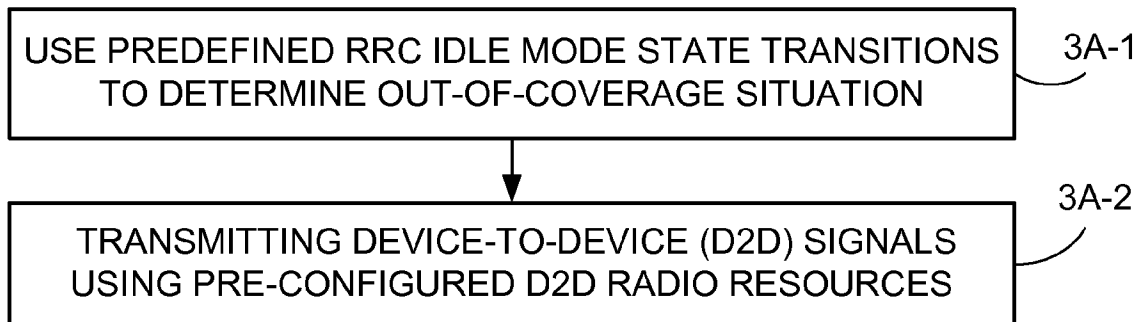 USE PREDEFINED RRC IDLE MODE STATE TRANSITIONS
TO DETERMINE OUT-OF-COVERAGE SITUATION
3A-1
TRANSMITTING DEVICE-TO-DEVICE (D2D) SIGNALS
USING PRE-CONFIGURED D2D RADIO RESOURCES
3A-2